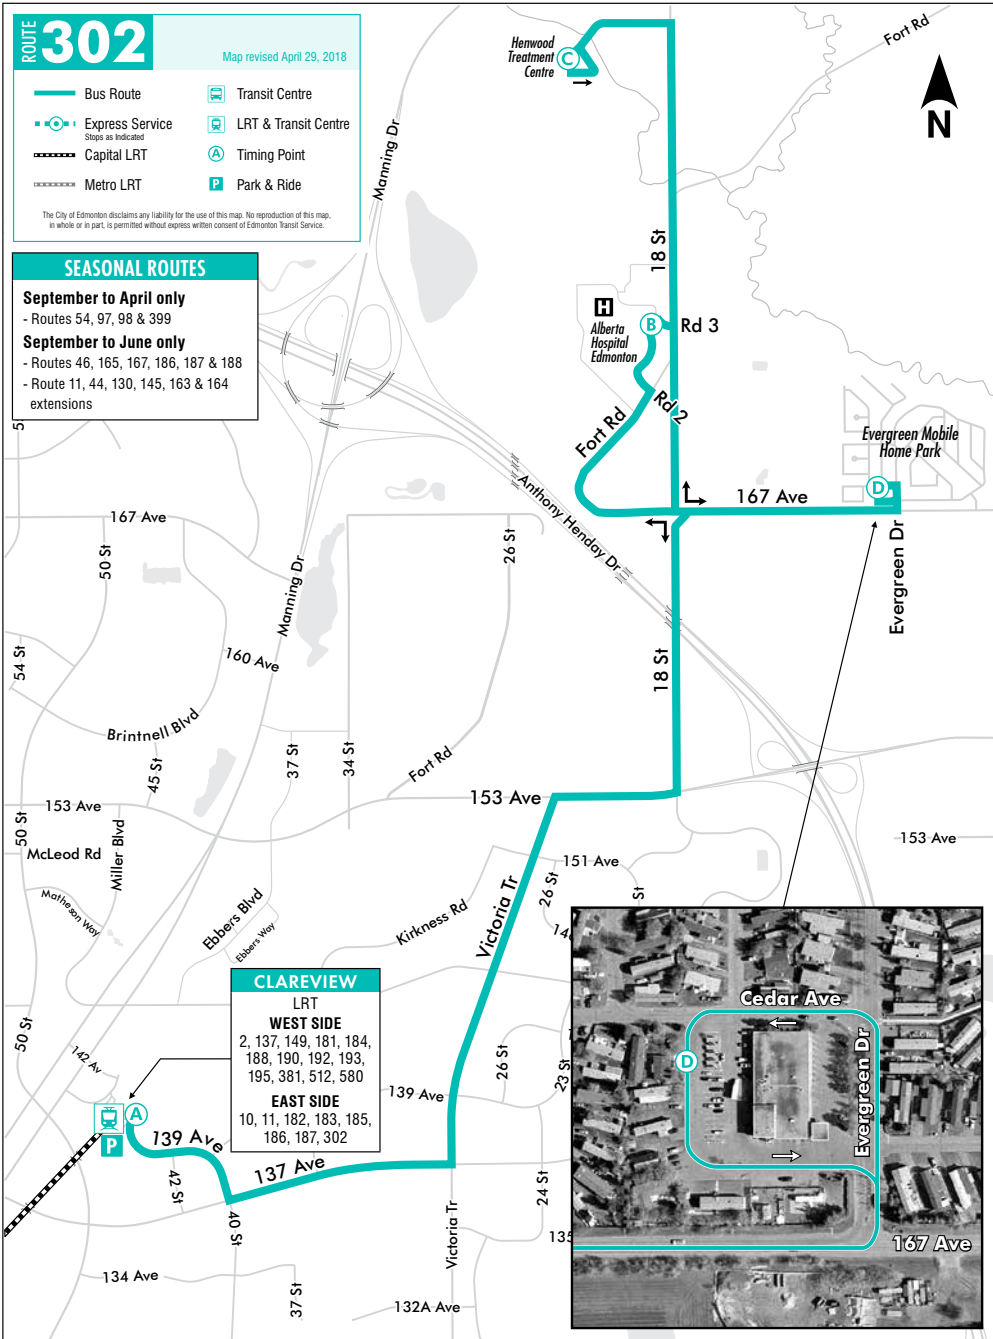 ROUTE 302
Map revised April 29, 2018
Bus Route
Transit Centre
Express Service
Stops as Indicated
LRT & Transit Centre
Capital LRT
A Timing Point
Metro LRT
P Park & Ride
The City of Edmonton disclaims any liability for the use of this map. No reproduction of this map,
in whole or in part, is permitted without express written consent of Edmonton Transit Service.
SEASONAL ROUTES
September to April only
- Routes 54, 97, 98 & 399
September to June only
- Routes 46, 165, 167, 186, 187 & 188
- Route 11, 44, 130, 145, 163 & 164
extensions
Henwood
Treatment
Centre
C
Fort Rd
N
Manning Dr
18 St
H
Alberta
Hospital
Edmonton
B
Rd 3
Rd 2
Fort Rd
Evergreen Mobile
Home Park
D
167 Ave
Evergreen Dr
Anthony Henday Dr
167 Ave
50 St
26 St
Manning Dr
54 St
160 Ave
18 St
Brintnell Blvd
45 St
37 St
34 St
Fort Rd
153 Ave
153 Ave
50 St
McLeod Rd
Miller Blvd
153 Ave
151 Ave
26 St
St
Matheson Way
Ebbers Blvd
Ebbers Way
Kirkness Rd
Victoria Tr
CLAREVIEW
LRT
WEST SIDE
2, 137, 149, 181, 184,
188, 190, 192, 193,
195, 381, 512, 580
EAST SIDE
10, 11, 182, 183, 185,
186, 187, 302
50 St
142 Av
A
P
139 Ave
42 St
137 Ave
40 St
139 Ave
26 St
23 St
24 St
135
Victoria Tr
134 Ave
37 St
132A Ave
Cedar Ave
D
Evergreen Dr
167 Ave